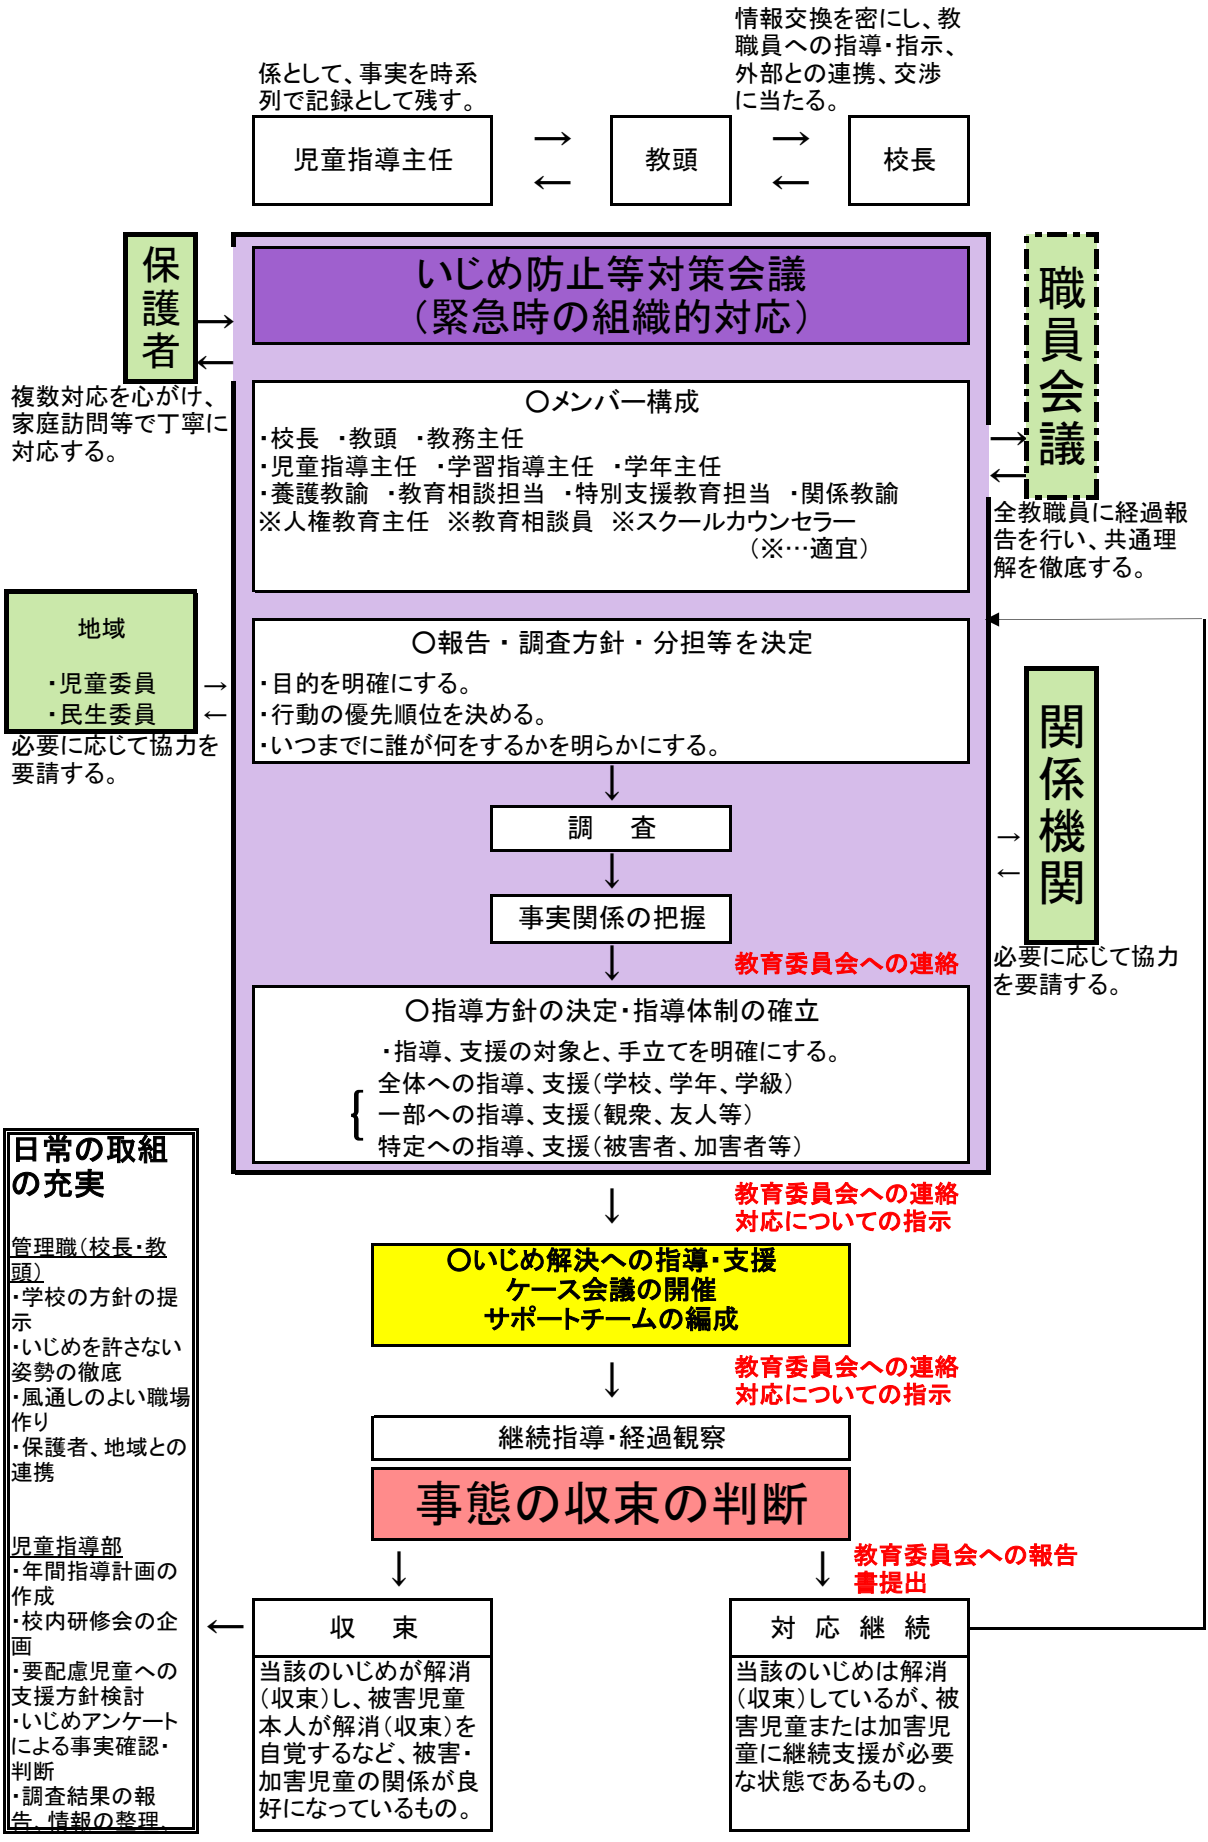 情報交換を密にし、教
職員への指導・指示、
外部との連携、交渉
に当たる。
係として、事実を時系
列で記録として残す。
児童指導主任
→
←
教頭
→
←
校長
保護者
→
←
複数対応を心がけ、
家庭訪問等で丁寧に
対応する。
いじめ防止等対策会議
（緊急時の組織的対応）
職員会議
→
←
全教職員に経過報
告を行い、共通理
解を徹底する。
○メンバー構成
・校長 ・教頭 ・教務主任
・児童指導主任 ・学習指導主任 ・学年主任
・養護教諭 ・教育相談担当 ・特別支援教育担当 ・関係教諭
※人権教育主任 ※教育相談員 ※スクールカウンセラー
（※…適宜）
地域
・児童委員
・民生委員
→
←
必要に応じて協力を
要請する。
○報告・調査方針・分担等を決定
・目的を明確にする。
・行動の優先順位を決める。
・いつまでに誰が何をするかを明らかにする。
↓
調 査
↓
事実関係の把握
↓
教育委員会への連絡
関係機関
→
←
必要に応じて協力
を要請する。
○指導方針の決定・指導体制の確立
・指導、支援の対象と、手立てを明確にする。
全体への指導、支援（学校、学年、学級）
一部への指導、支援（観衆、友人等）
特定への指導、支援（被害者、加害者等）
↓
教育委員会への連絡
対応についての指示
○いじめ解決への指導・支援
ケース会議の開催
サポートチームの編成
↓
教育委員会への連絡
対応についての指示
継続指導・経過観察
事態の収束の判断
↓
↓
教育委員会への報告
書提出
収 束
当該のいじめが解消
（収束）し、被害児童
本人が解消（収束）を
自覚するなど、被害・
加害児童の関係が良
好になっているもの。
対 応 継 続
当該のいじめは解消
（収束）しているが、被
害児童または加害児
童に継続支援が必要
な状態であるもの。
←
日常の取組
の充実
管理職（校長・教
頭）
・学校の方針の提
示
・いじめを許さない
姿勢の徹底
・風通しのよい職場
作り
・保護者、地域との
連携
児童指導部
・年間指導計画の
作成
・校内研修会の企
画
・要配慮児童への
支援方針検討
・いじめアンケート
による事実確認・
判断
・調査結果の報
告、情報の整理、